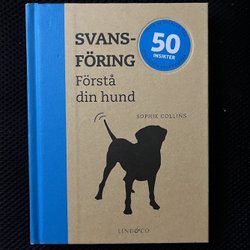 SVANS-
FÖRING
Förstå
din hund
50
INSIKTER
SOPHIE COLLINS
LIND&CO